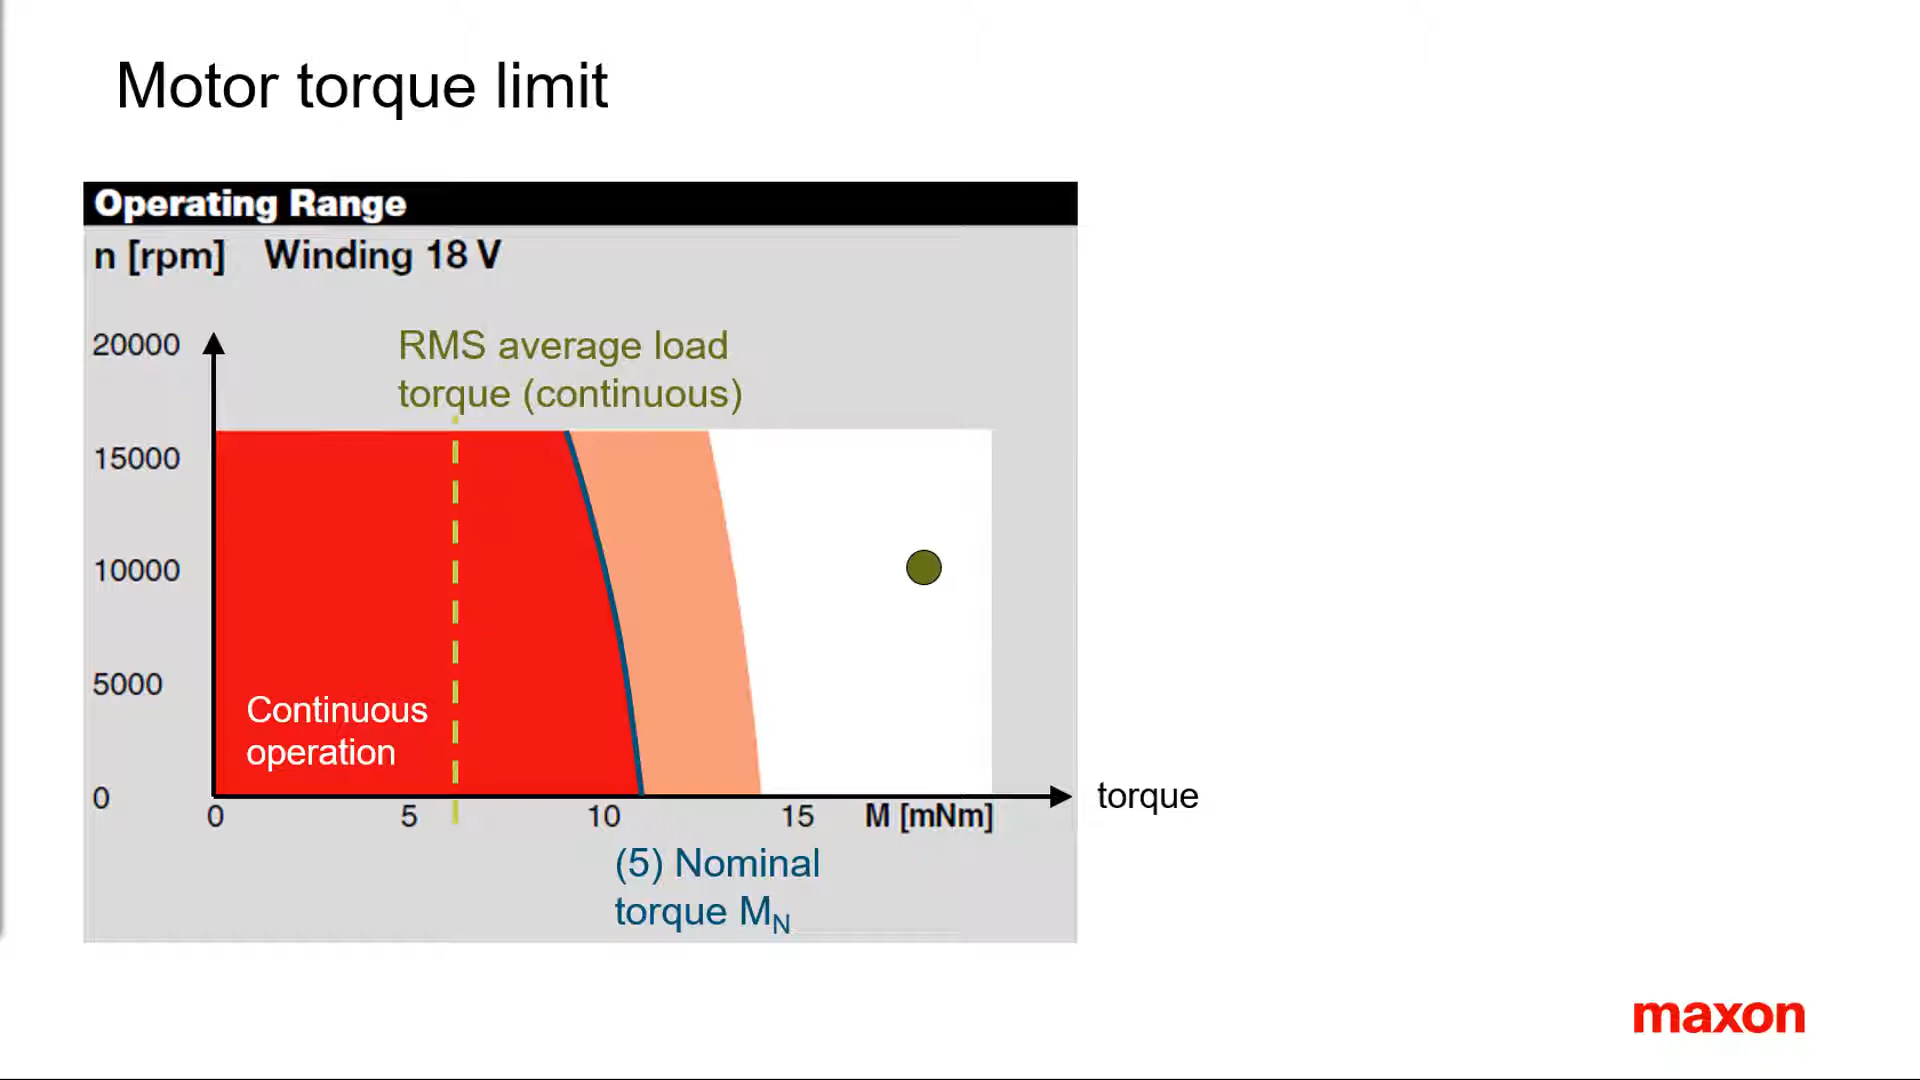 Motor torque limit
Operating Range
n [rpm] Winding 18 V
20000
RMS average load
torque (continuous)
15000
10000
5000
Continuous
operation
0
0 5 10 15 M [mNm]
torque
(5) Nominal
torque MN
maxon